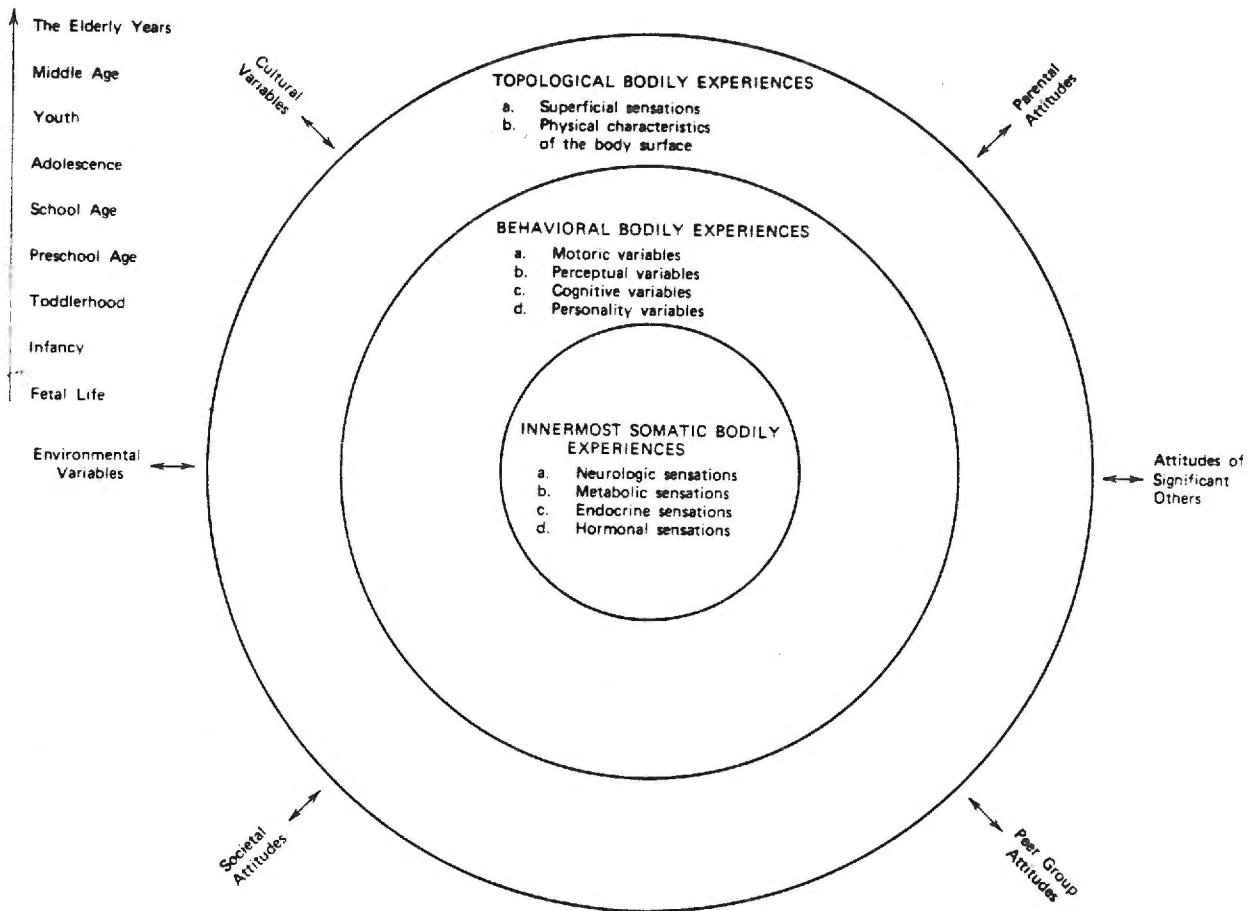 The Elderly Years
Middle Age
Youth
Adolescence
School Age
Preschool Age
Toddlerhood
Infancy
Fetal Life
Cultural
Variables
Parental
Attitudes
TOPOLOGICAL BODILY EXPERIENCES
a. Superficial sensations
b. Physical characteristics
of the body surface
BEHAVIORAL BODILY EXPERIENCES
a. Motoric variables
b. Perceptual variables
c. Cognitive variables
d. Personality variables
INNERMOST SOMATIC BODILY
EXPERIENCES
a. Neurologic sensations
b. Metabolic sensations
c. Endocrine sensations
d. Hormonal sensations
Environmental
Variables
Attitudes of
Significant
Others
Societal
Attitudes
Peer Group
Attitudes